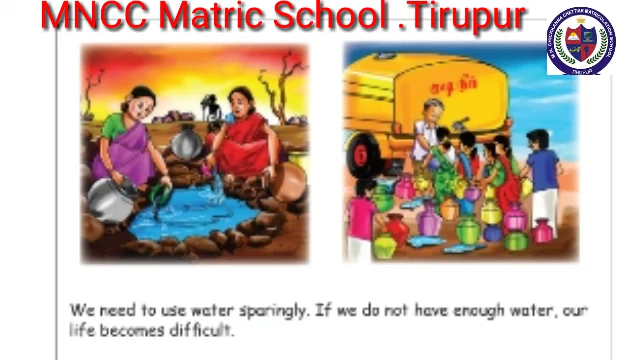 MNCC Matric School .Tirupur
குடிநீர்
We need to use water sparingly. If we do not have enough water, our
life becomes difficult.